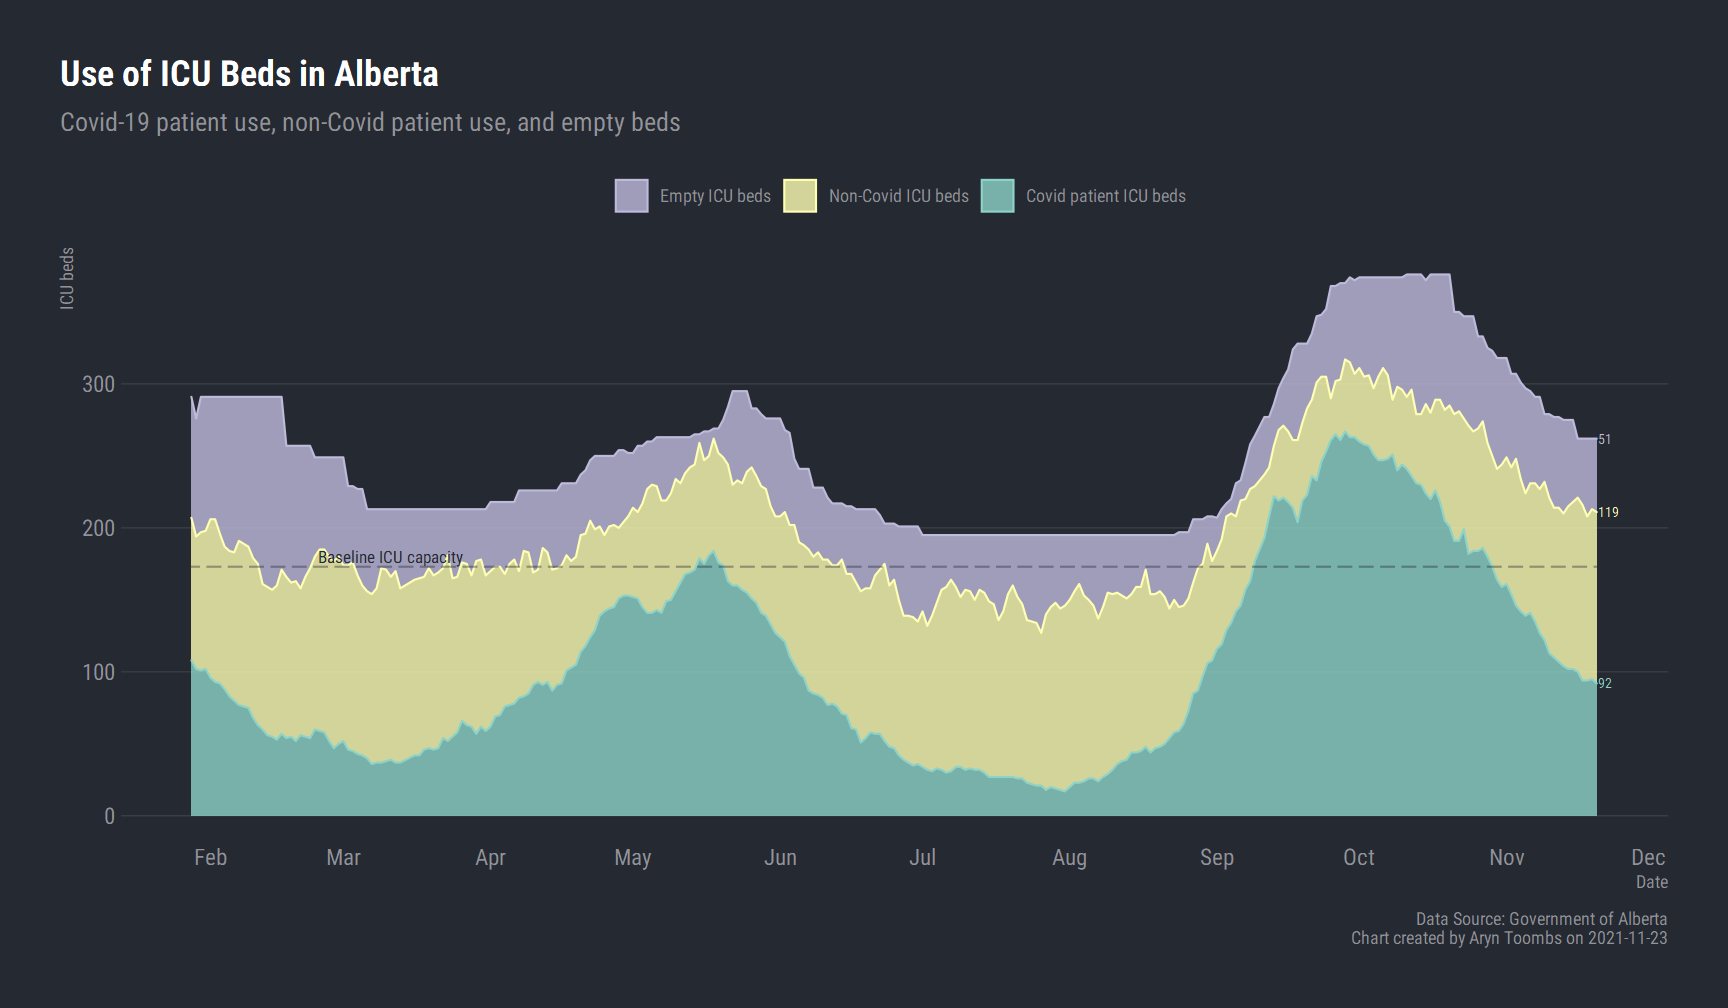 Use of ICU Beds in Alberta
Covid-19 patient use, non-Covid patient use, and empty beds
Empty ICU beds Non-Covid ICU beds Covid patient ICU beds
ICU beds
300
51
119
200
Baseline ICU capacity
100
92
0
Feb Mar Apr May Jun Jul Aug Sep Oct Nov Dec
Date
Data Source: Government of Alberta
Chart created by Aryn Toombs on 2021-11-23